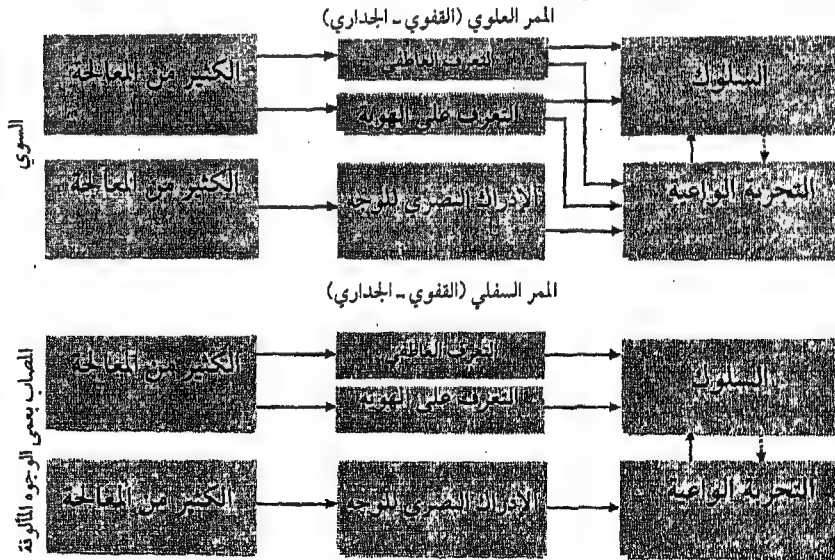 الممر العلوي (القفوي - الجداري)
السوي
الكثير من المعالجة
التعرف العاطفي
التعرف على الهوية
السلوك
الكثير من المعالجة
الإدراك البصري للوجه
التجربة الواعية
الممر السفلي (القفوي - الجداري)
المصاب بعمى الوجوه المألوفة
الكثير من المعالجة
التعرف العاطفي
التعرف على الهوية
السلوك
الكثير من المعالجة
الإدراك البصري للوجه
التجربة الواعية